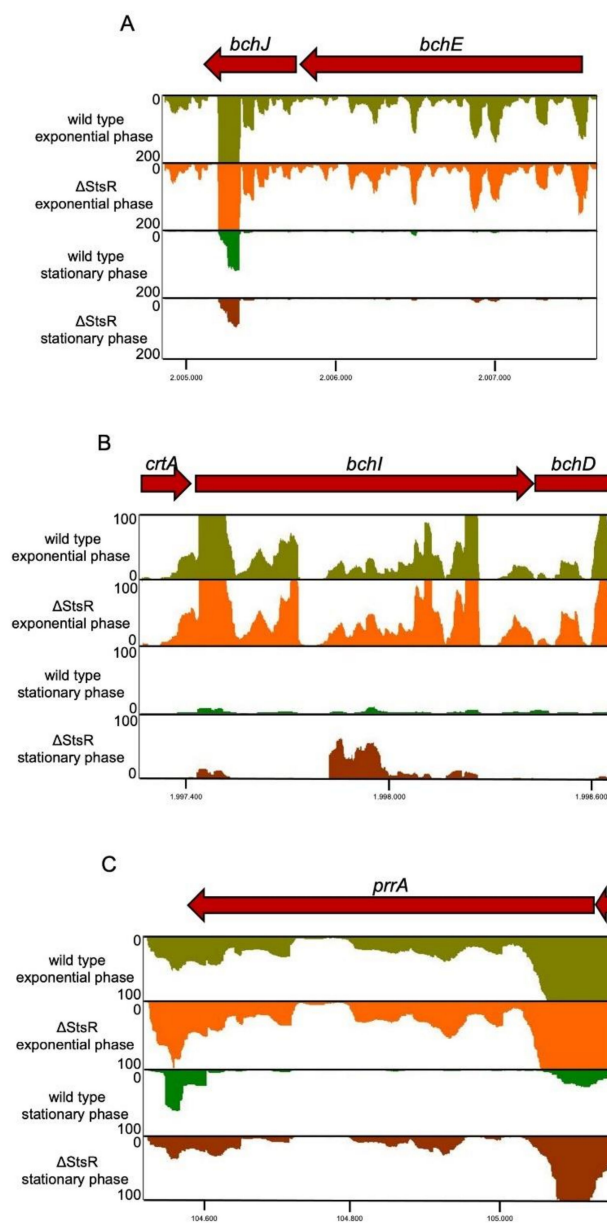 A
bchJ
bchE
wild type
exponential phase
0
200
ΔStsR
exponential phase
0
200
wild type
stationary phase
0
200
ΔStsR
stationary phase
0
200
2.005.000
2.006.000
2.007.000
B
crtA
bchI
bchD
wild type
exponential phase
100
0
ΔStsR
exponential phase
100
0
wild type
stationary phase
100
0
ΔStsR
stationary phase
100
0
1.997.400
1.998.000
1.998.600
C
prrA
wild type
exponential phase
0
100
ΔStsR
exponential phase
0
100
wild type
stationary phase
0
100
ΔStsR
stationary phase
0
100
104.600
104.800
105.000